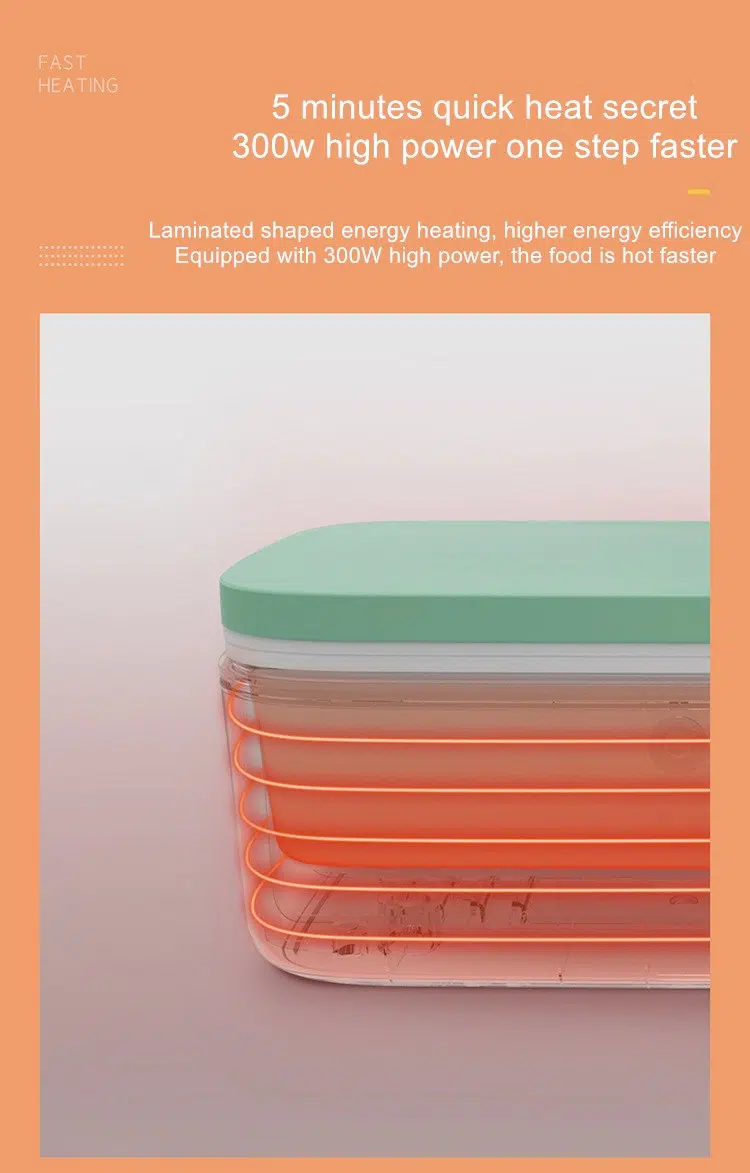 FAST
HEATING
5 minutes quick heat secret
300w high power one step faster
Laminated shaped energy heating, higher energy efficiency
Equipped with 300W high power, the food is hot faster